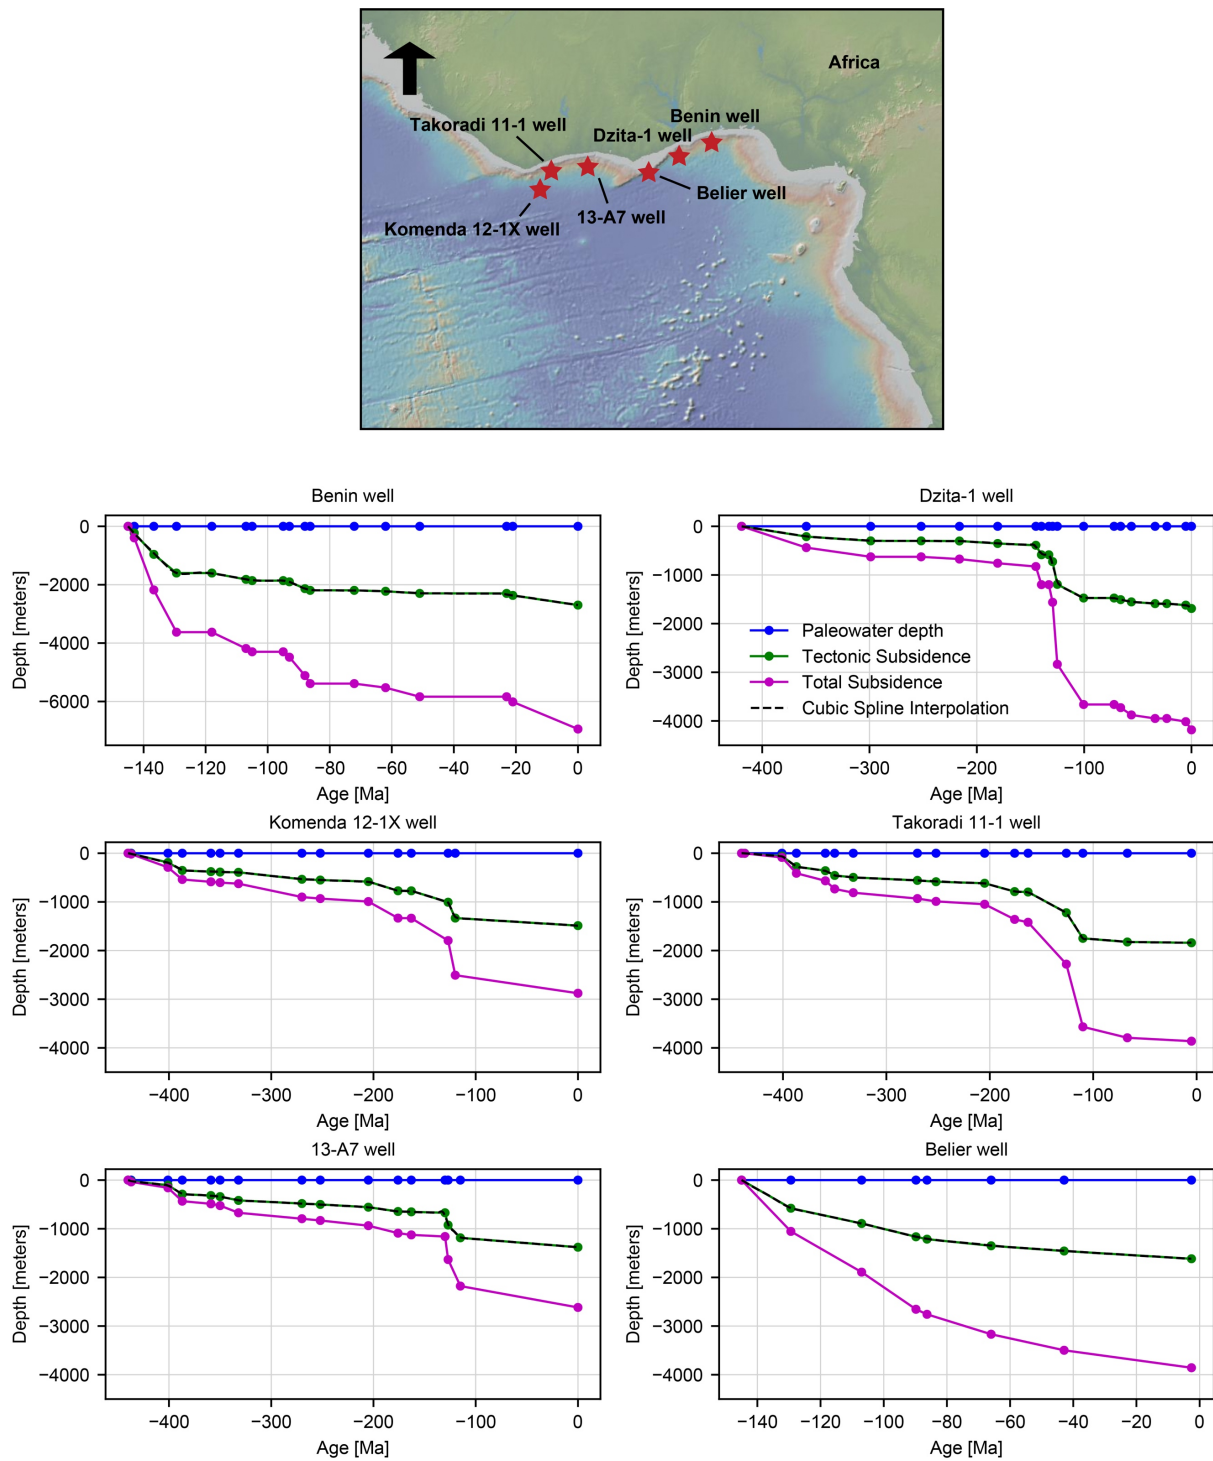 Africa
Takoradi 11-1 well
Benin well
Dzita-1 well
Belier well
13-A7 well
Komenda 12-1X well
Benin well
0
−2000
−4000
−6000
Depth [meters]
−140 −120 −100 −80 −60 −40 −20 0
Age [Ma]
Dzita-1 well
0
−1000
−2000
−3000
−4000
Depth [meters]
Paleowater depth
Tectonic Subsidence
Total Subsidence
Cubic Spline Interpolation
−400 −300 −200 −100 0
Age [Ma]
Komenda 12-1X well
0
−1000
−2000
−3000
−4000
Depth [meters]
−400 −300 −200 −100 0
Age [Ma]
Takoradi 11-1 well
0
−1000
−2000
−3000
−4000
Depth [meters]
−400 −300 −200 −100 0
Age [Ma]
13-A7 well
0
−1000
−2000
−3000
−4000
Depth [meters]
−400 −300 −200 −100 0
Age [Ma]
Belier well
0
−1000
−2000
−3000
−4000
Depth [meters]
−140 −120 −100 −80 −60 −40 −20 0
Age [Ma]